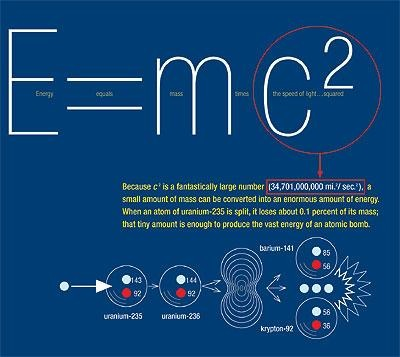 E=mc²
Energy equals mass times the speed of light...squared
Because c² is a fantastically large number (34,701,000,000 mi.²/ sec.²), a
small amount of mass can be converted into an enormous amount of energy.
When an atom of uranium-235 is split, it loses about 0.1 percent of its mass;
that tiny amount is enough to produce the vast energy of an atomic bomb.
barium-141
85
56
143
92
144
92
uranium-235
uranium-236
56
36
krypton-92